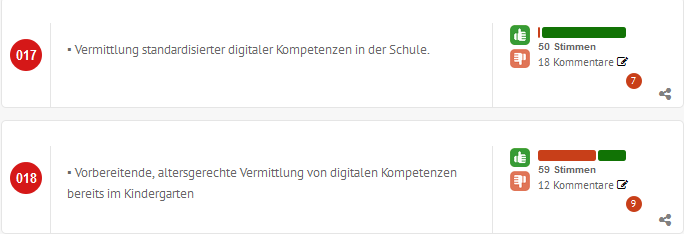 017
▪ Vermittlung standardisierter digitaler Kompetenzen in der Schule.
50 Stimmen
18 Kommentare
7
018
▪ Vorbereitende, altersgerechte Vermittlung von digitalen Kompetenzen
bereits im Kindergarten
59 Stimmen
12 Kommentare
9